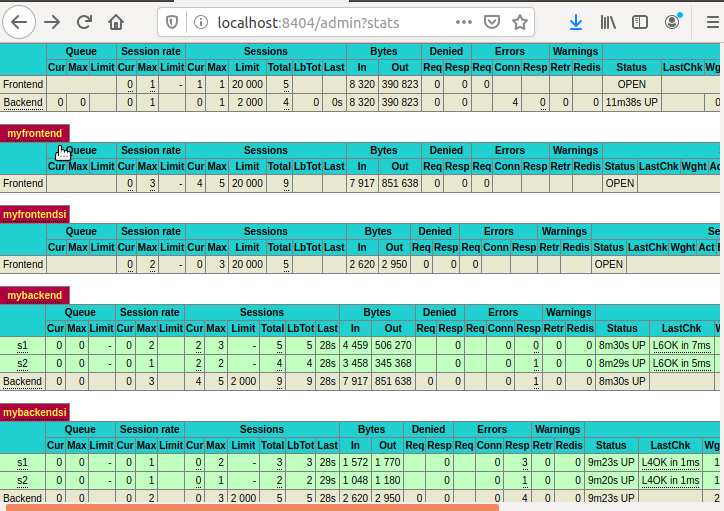 localhost:8404/admin?stats
Queue Session rate Sessions Bytes Denied Errors Warnings
Cur Max Limit Cur Max Limit Cur Max Limit Total LbTot Last In Out Req Resp Req Conn Resp Retr Redis Status LastChk Wg
Frontend 0 1 - 1 1 20 000 5 8 320 390 823 0 0 0 OPEN
Backend 0 0 0 1 0 1 2 000 4 0 0s 8 320 390 823 0 0 4 0 0 0 11m38s UP 0
myfrontend
Queue Session rate Sessions Bytes Denied Errors Warnings
Cur Max Limit Cur Max Limit Cur Max Limit Total LbTot Last In Out Req Resp Req Conn Resp Retr Redis Status LastChk Wght Ac
Frontend 0 3 - 4 5 20 000 9 7 917 851 638 0 0 0 OPEN
myfrontendsi
Queue Session rate Sessions Bytes Denied Errors Warnings Se
Cur Max Limit Cur Max Limit Cur Max Limit Total LbTot Last In Out Req Resp Req Conn Resp Retr Redis Status LastChk Wght Act
Frontend 0 2 - 0 3 20 000 5 2 620 2 950 0 0 0 OPEN
mybackend
Queue Session rate Sessions Bytes Denied Errors Warnings
Cur Max Limit Cur Max Limit Cur Max Limit Total LbTot Last In Out Req Resp Req Conn Resp Retr Redis Status LastChk W
s1 0 0 - 0 2 2 3 - 5 5 28s 4 459 506 270 0 0 0 0 0 8m30s UP L6OK in 7ms
s2 0 0 - 0 1 2 2 - 4 4 28s 3 458 345 368 0 0 1 0 0 8m29s UP L6OK in 5ms
Backend 0 0 0 3 4 5 2 000 9 9 28s 7 917 851 638 0 0 0 1 0 0 8m30s UP
mybackendsi
Queue Session rate Sessions Bytes Denied Errors Warnings
Cur Max Limit Cur Max Limit Cur Max Limit Total LbTot Last In Out Req Resp Req Conn Resp Retr Redis Status LastChk Wg
s1 0 0 - 0 1 0 2 - 3 3 28s 1 572 1 770 0 0 3 0 0 9m23s UP L4OK in 1ms 1
s2 0 0 - 0 1 0 1 - 2 2 29s 1 048 1 180 0 0 1 0 0 9m20s UP L4OK in 1ms 1
Backend 0 0 0 2 0 3 2 000 5 5 28s 2 620 2 950 0 0 0 4 0 0 9m23s UP 2